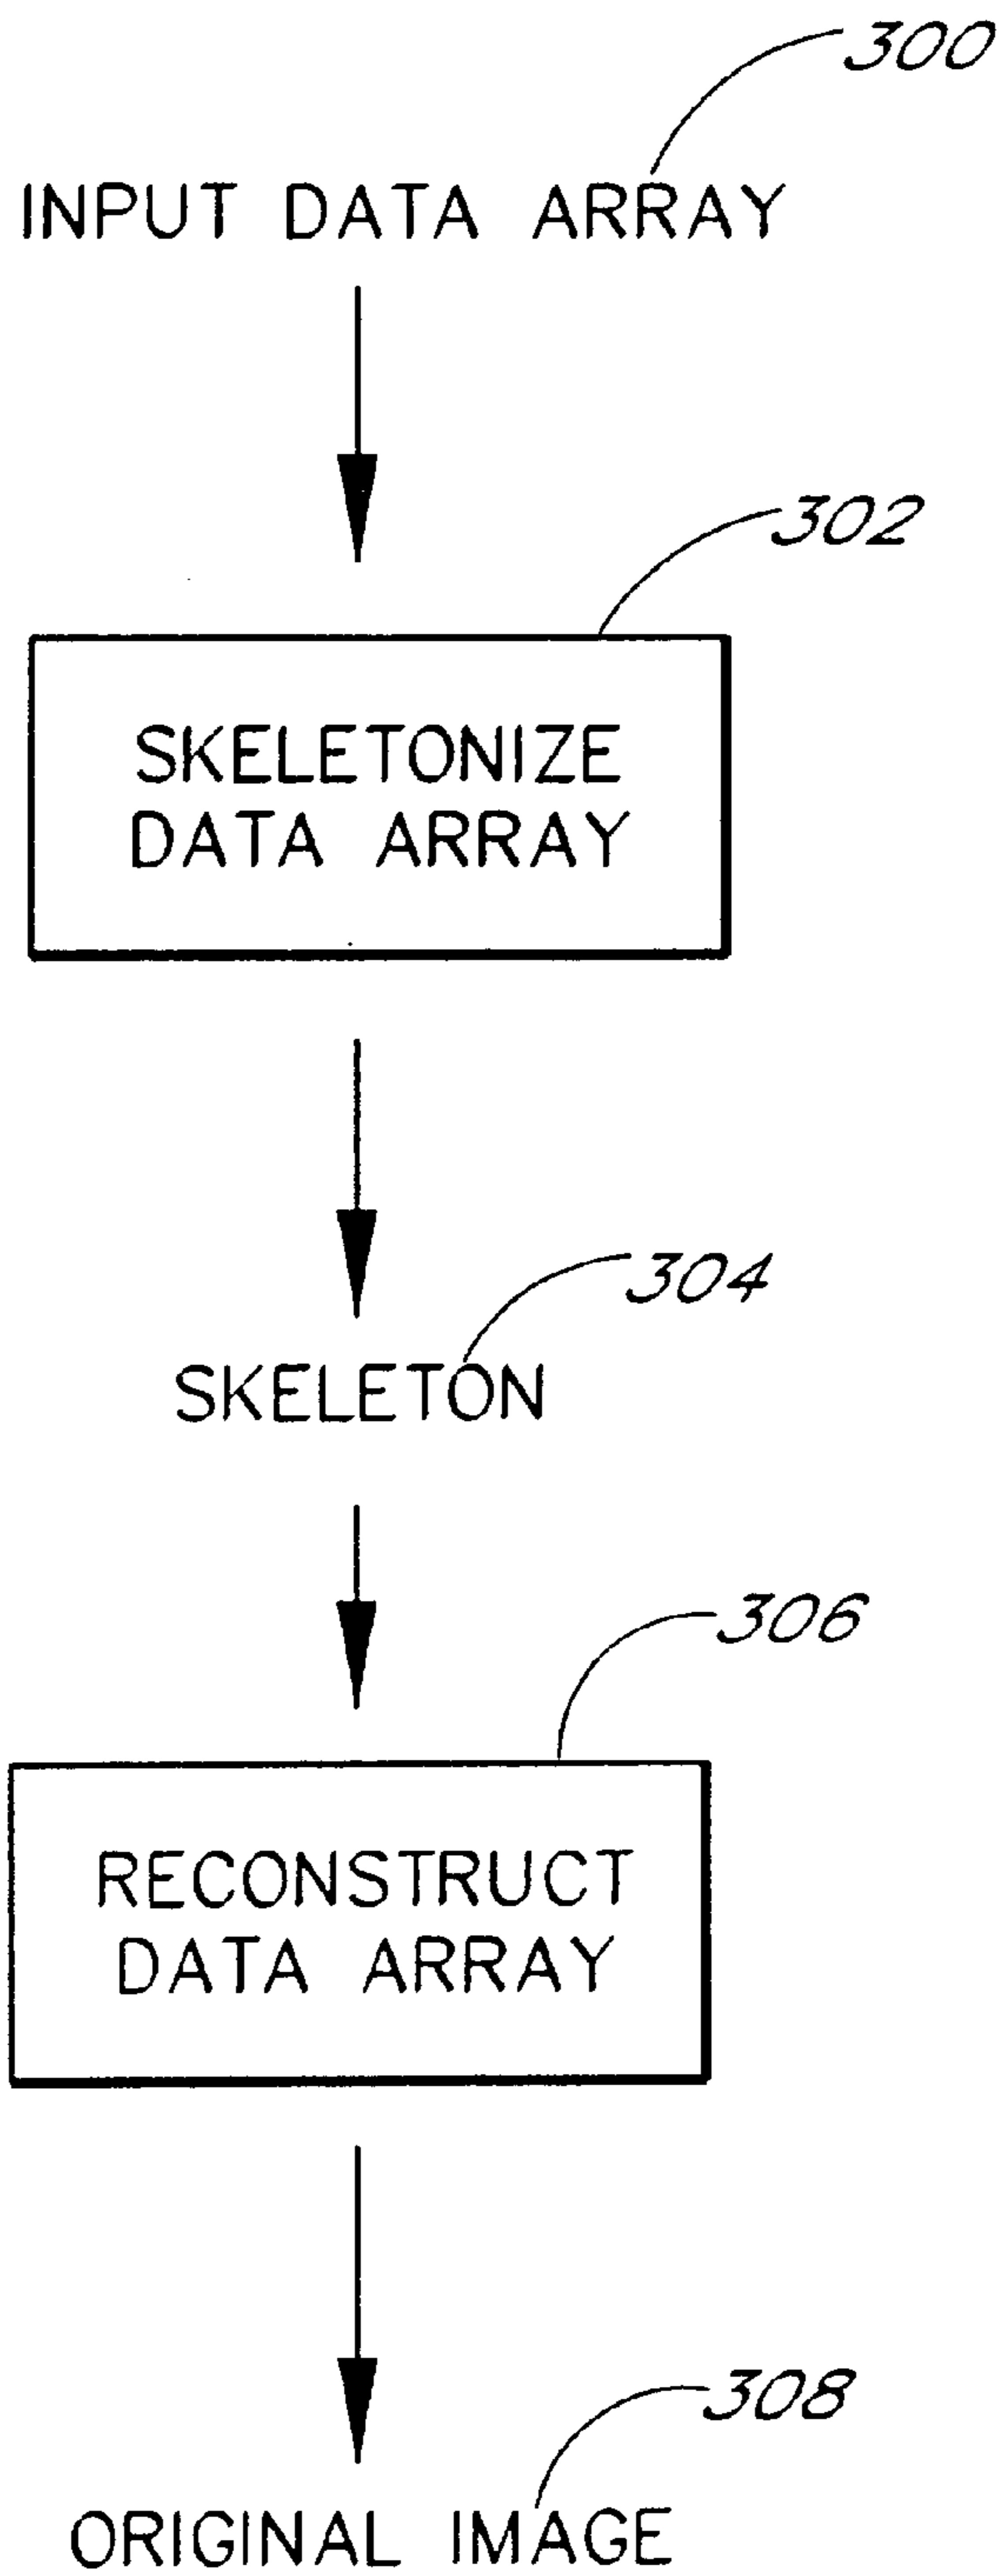 300
INPUT DATA ARRAY
302
SKELETONIZE
DATA ARRAY
304
SKELETON
306
RECONSTRUCT
DATA ARRAY
308
ORIGINAL IMAGE